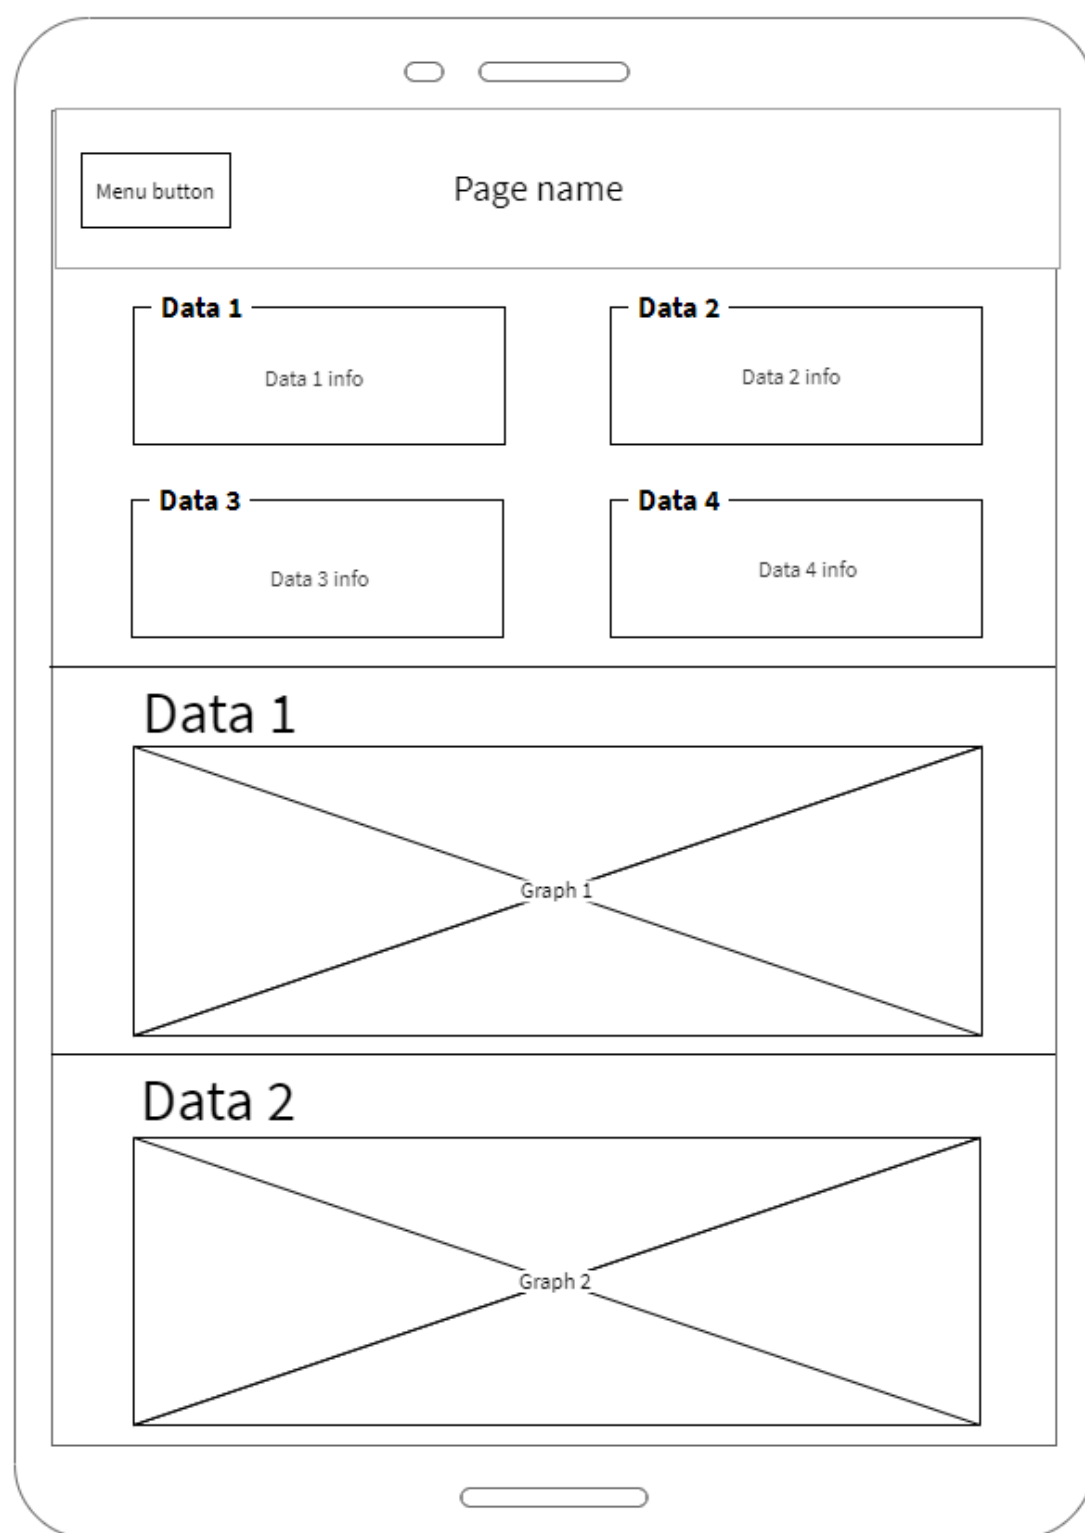 Menu button
Page name
Data 1
Data 2
Data 1 info
Data 2 info
Data 3
Data 4
Data 3 info
Data 4 info
Data 1
Graph 1
Data 2
Graph 2